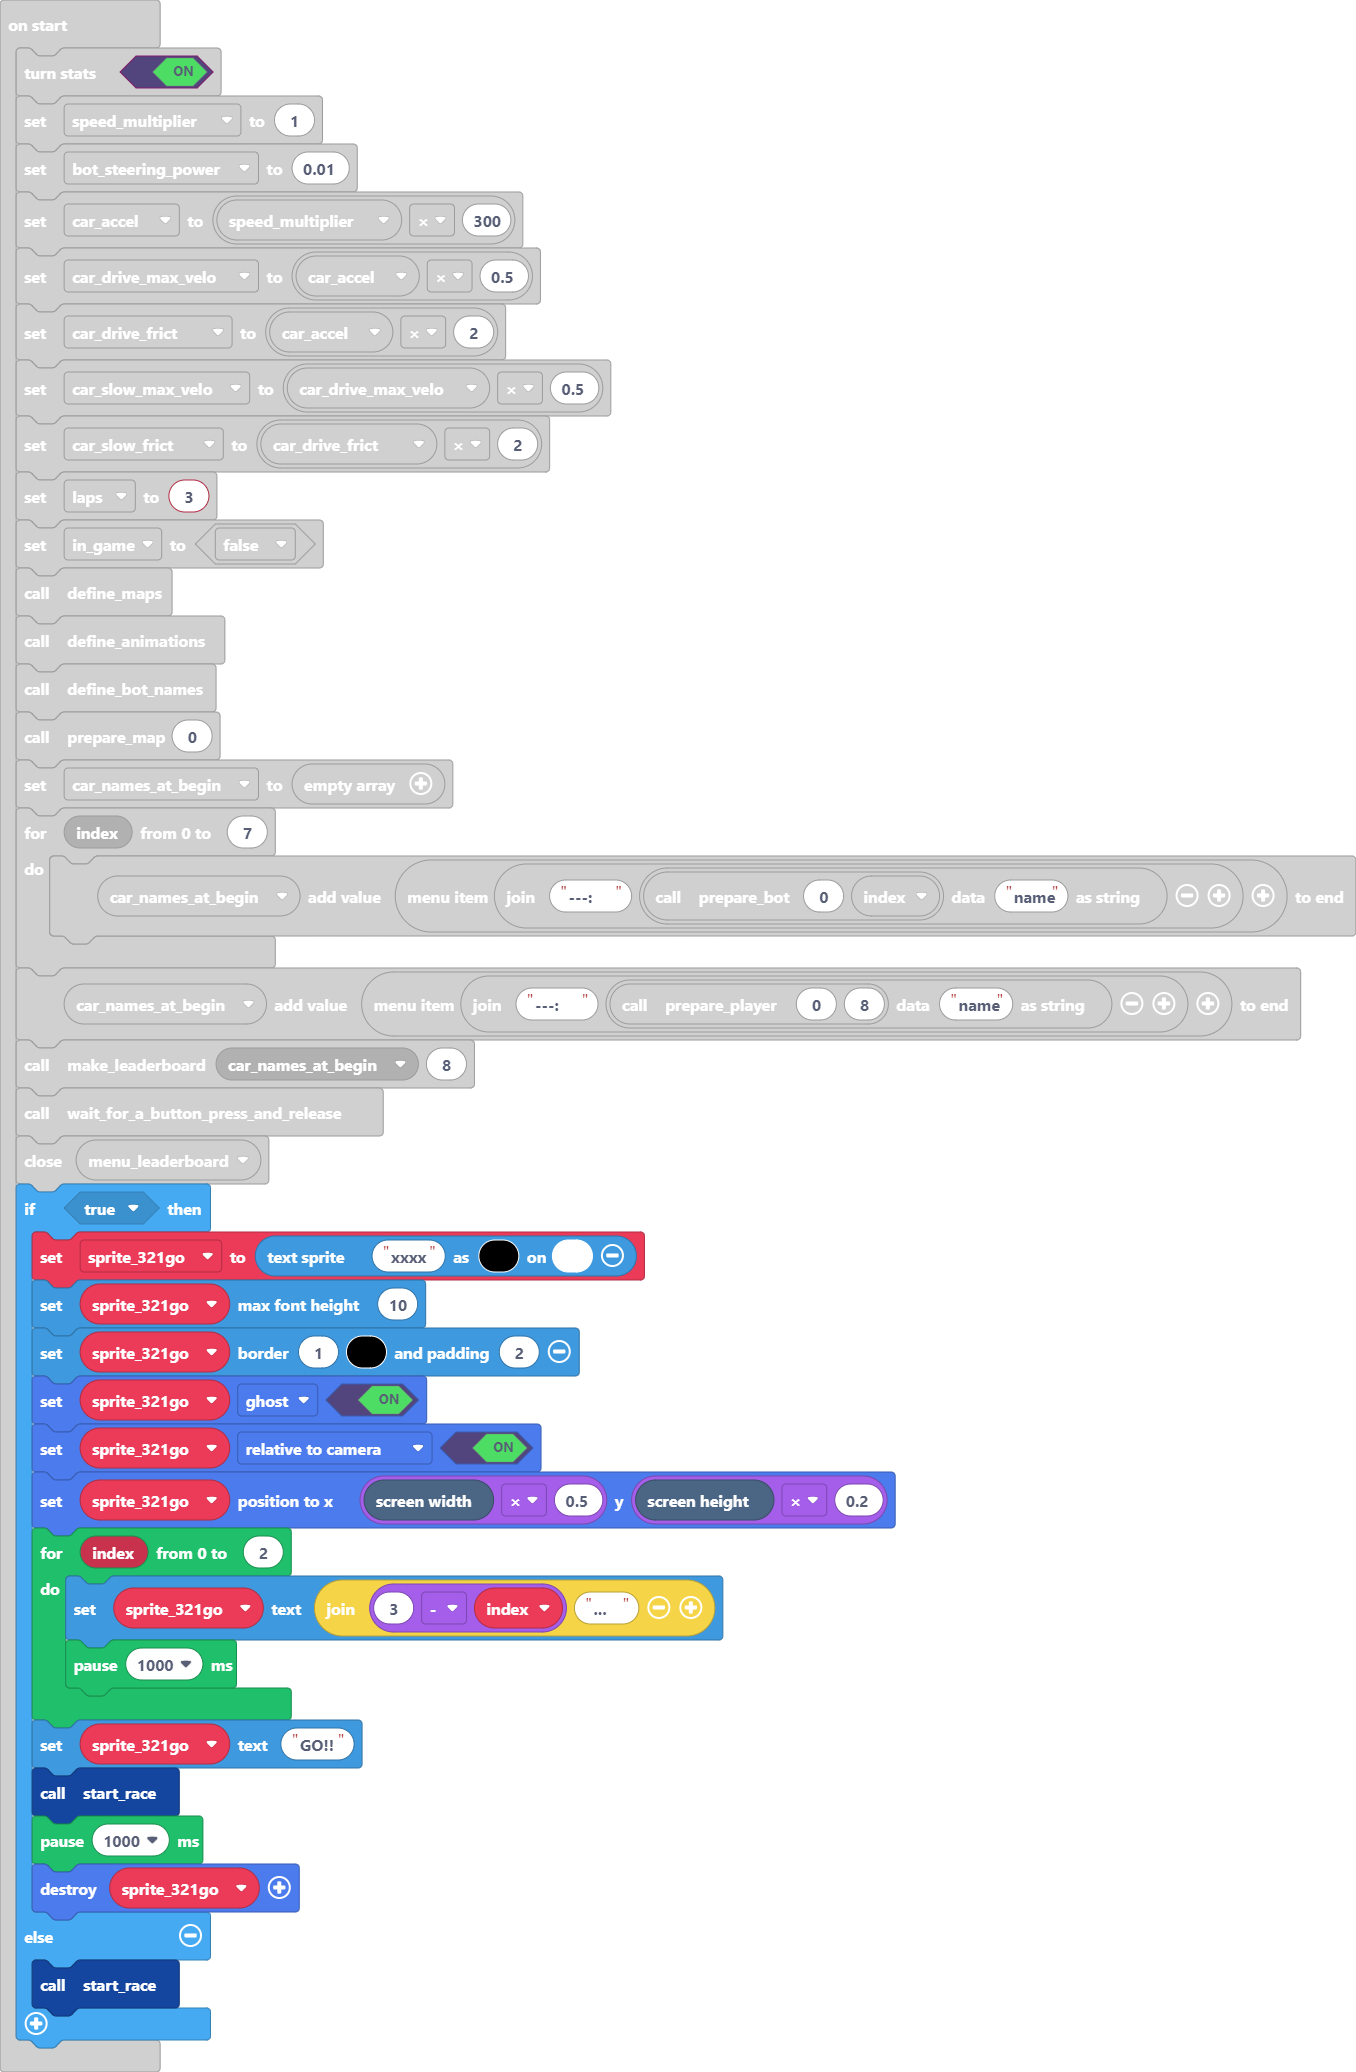 on start
turn stats ON
set speed_multiplier to 1
set bot_steering_power to 0.01
set car_accel to speed_multiplier × 300
set car_drive_max_velo to car_accel × 0.5
set car_drive_frict to car_accel × 2
set car_slow_max_velo to car_drive_max_velo × 0.5
set car_slow_frict to car_drive_frict × 2
set laps to 3
set in_game to false
call define_maps
call define_animations
call define_bot_names
call prepare_map 0
set car_names_at_begin to empty array
for index from 0 to 7
do
car_names_at_begin add value menu item join "---: " call prepare_bot 0 index data "name" as string to end
car_names_at_begin add value menu item join "---: " call prepare_player 0 8 data "name" as string to end
call make_leaderboard car_names_at_begin 8
call wait_for_a_button_press_and_release
close menu_leaderboard
if true then
set sprite_321go to text sprite "xxxx" as on
set sprite_321go max font height 10
set sprite_321go border 1 and padding 2
set sprite_321go ghost ON
set sprite_321go relative to camera ON
set sprite_321go position to x screen width × 0.5 y screen height × 0.2
for index from 0 to 2
do
set sprite_321go text join 3 - index "... "
pause 1000 ms
set sprite_321go text "GO!!"
call start_race
pause 1000 ms
destroy sprite_321go
else
call start_race